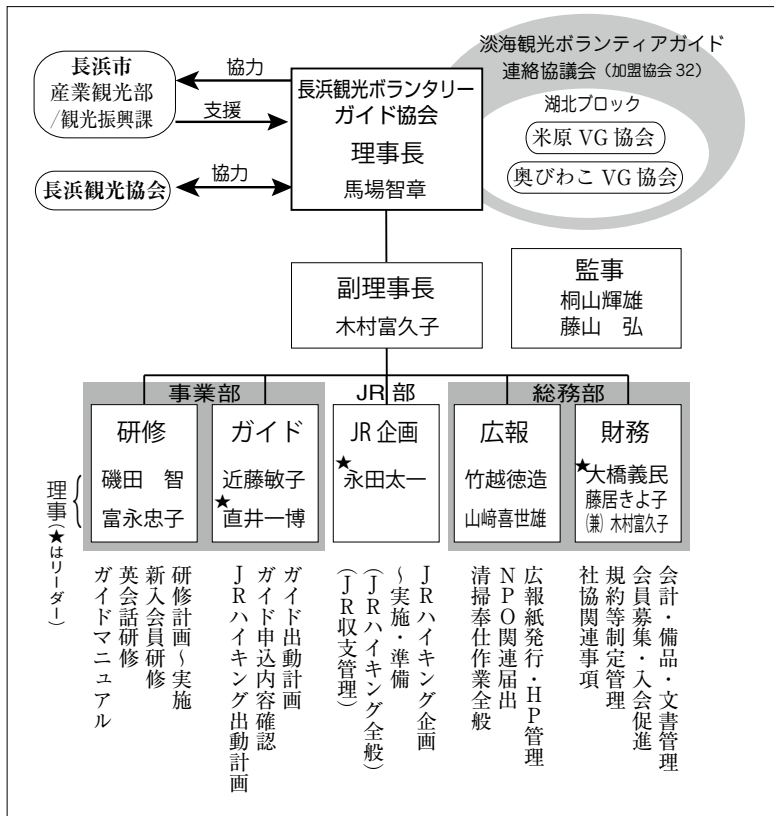 長浜市
産業観光部
/観光振興課
協力
支援
長浜観光協会
協力
長浜観光ボランタリー
ガイド協会
理事長
馬場智章
淡海観光ボランティアガイド
連絡協議会（加盟協会32）
湖北ブロック
米原VG協会
奥びわこVG協会
副理事長
木村富久子
監事
桐山輝雄
藤山　弘
事業部
JR部
総務部
研修
磯田　智
富永忠子
ガイド
近藤敏子
★直井一博
JR企画
★永田太一
広報
竹越徳造
山﨑喜世雄
財務
★大橋義民
藤居きよ子
㈱木村富久子
理事（★はリーダー）
研修計画〜実施
新入会員研修
英会話研修
ガイドマニュアル
ガイド出動計画
ガイド申込内容確認
JRハイキング出動計画
JRハイキング企画
〜実施・準備
（JRハイキング全般）
（JR収支管理）
広報紙発行・HP管理
NPO関連届出
清掃奉仕作業全般
会計・備品・文書管理
会員募集・入会促進
規約等制定管理
社協関連事項